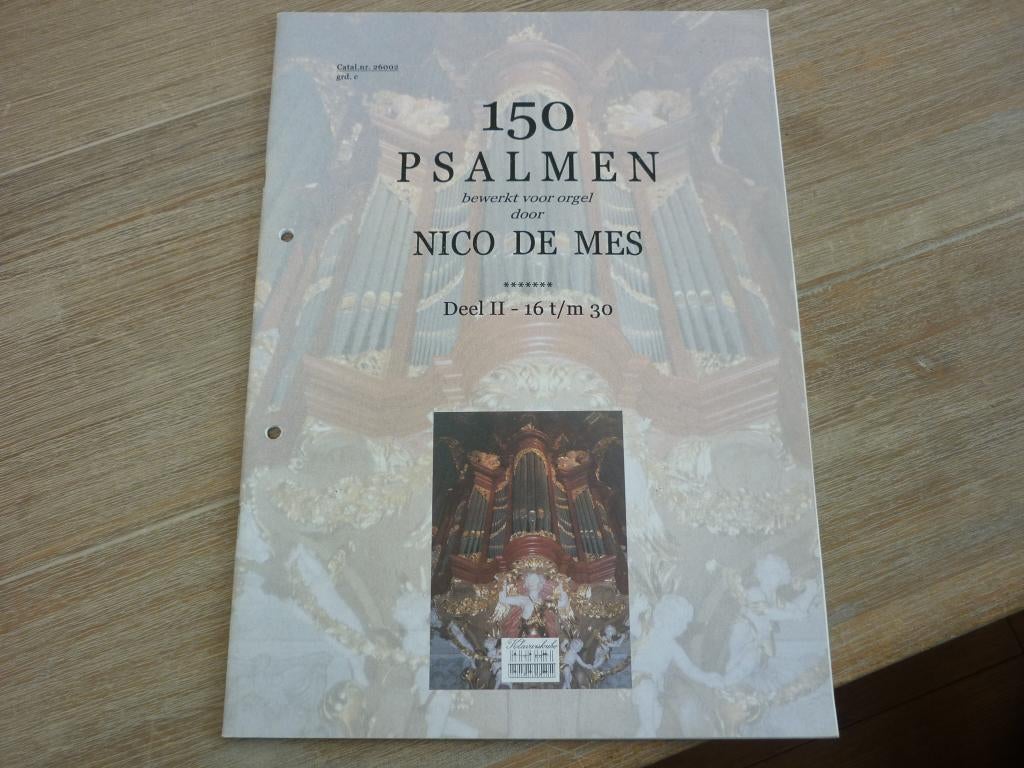 Catal.nr. 26002
grd. c
150
PSALMEN
bewerkt voor orgel
door
NICO DE MES
*******
Deel II - 16 t/m 30